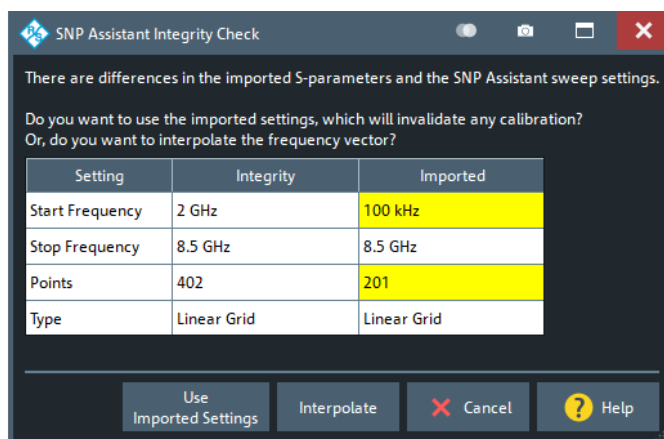 SNP Assistant Integrity Check
There are differences in the imported S-parameters and the SNP Assistant sweep settings.
Do you want to use the imported settings, which will invalidate any calibration?
Or, do you want to interpolate the frequency vector?
Setting Integrity Imported
Start Frequency 2 GHz 100 kHz
Stop Frequency 8.5 GHz 8.5 GHz
Points 402 201
Type Linear Grid Linear Grid
Use
Imported Settings
Interpolate
Cancel
? Help